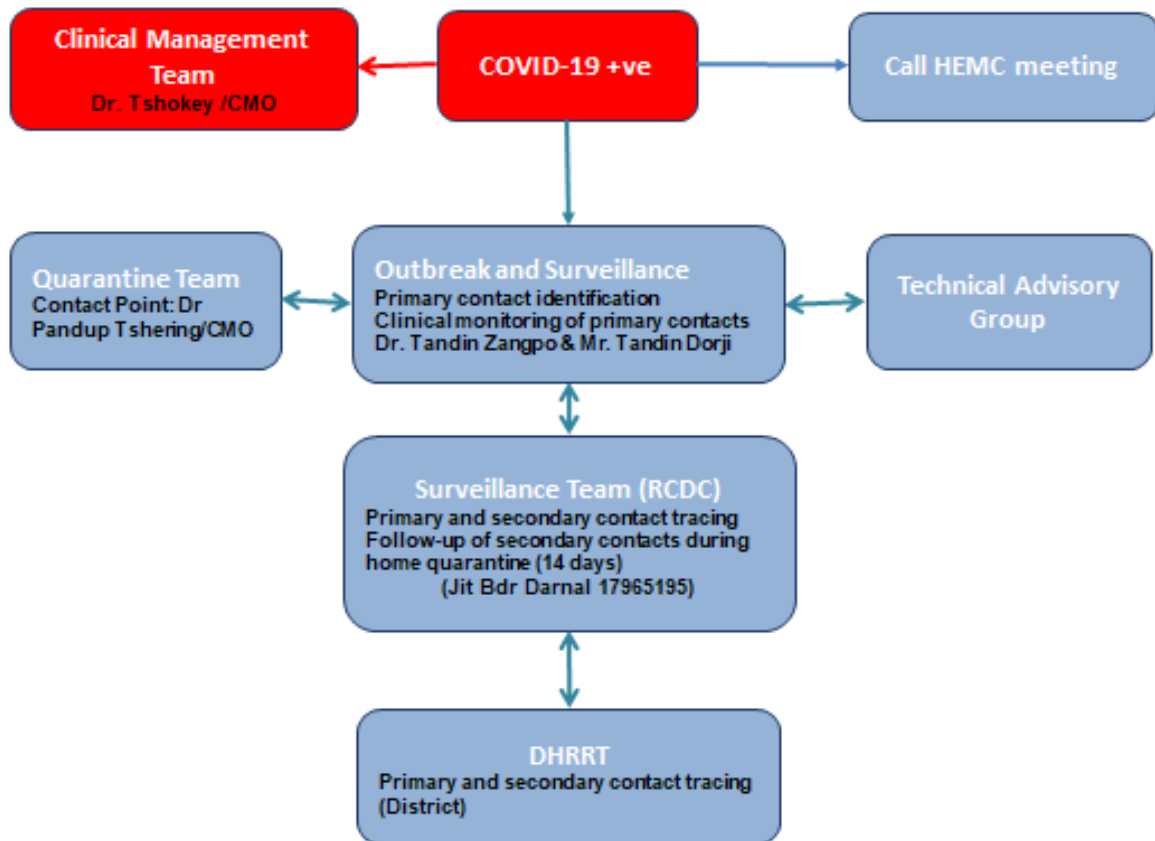 Clinical Management
Team
Dr. Tshokey /CMO
COVID-19 +ve
Call HEMC meeting
Quarantine Team
Contact Point: Dr
Pandup Tshering/CMO
Outbreak and Surveillance
Primary contact identification
Clinical monitoring of primary contacts
Dr. Tandin Zangpo & Mr. Tandin Dorji
Technical Advisory
Group
Surveillance Team (RCDC)
Primary and secondary contact tracing
Follow-up of secondary contacts during
home quarantine (14 days)
(Jit Bdr Darnal 17965195)
DHRRT
Primary and secondary contact tracing
(District)